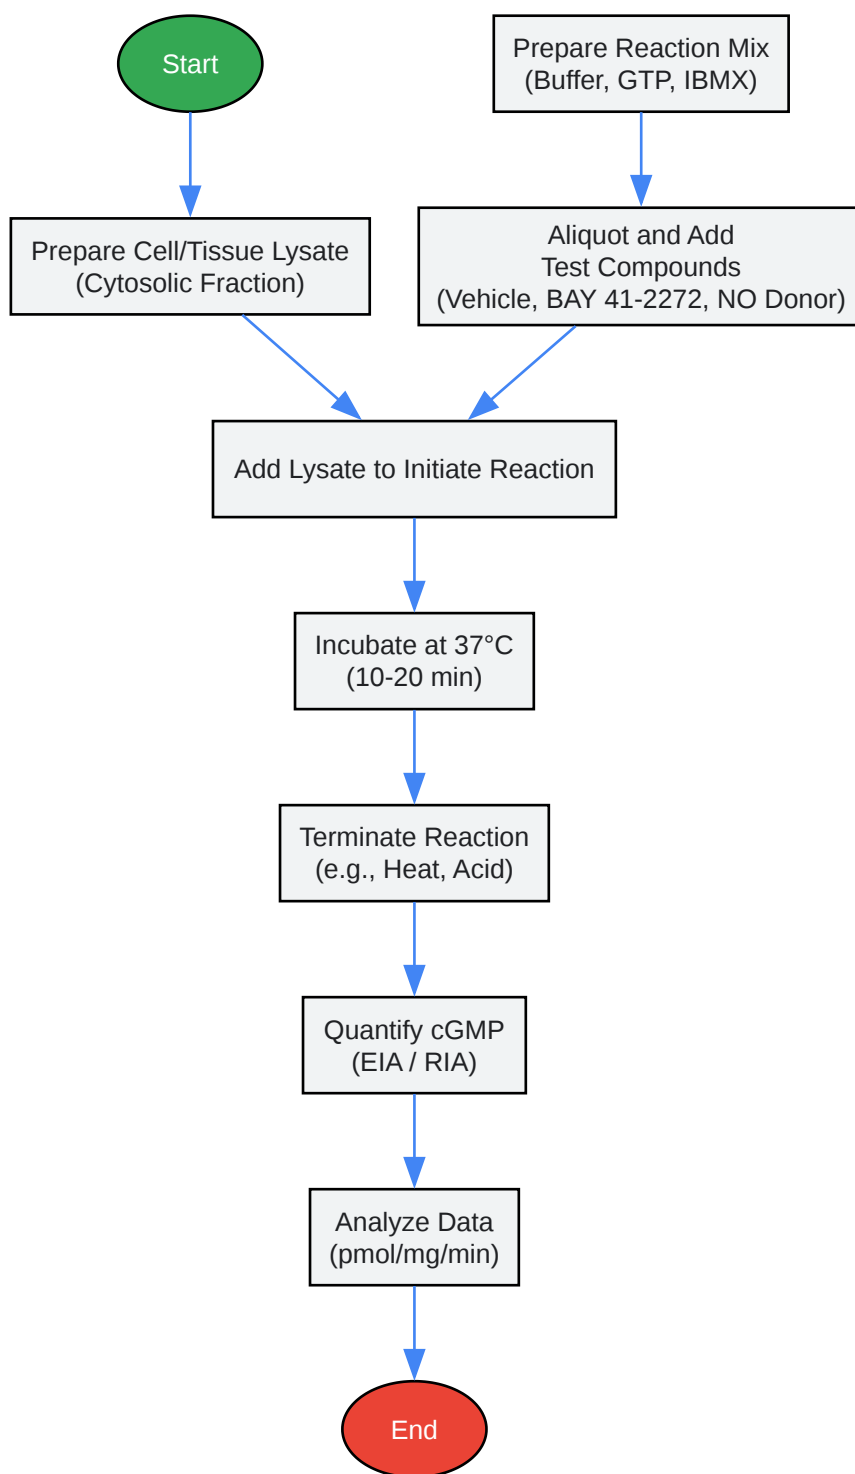 Start
Prepare Reaction Mix
(Buffer, GTP, IBMX)
Prepare Cell/Tissue Lysate
(Cytosolic Fraction)
Aliquot and Add
Test Compounds
(Vehicle, BAY 41-2272, NO Donor)
Add Lysate to Initiate Reaction
Incubate at 37°C
(10-20 min)
Terminate Reaction
(e.g., Heat, Acid)
Quantify cGMP
(EIA / RIA)
Analyze Data
(pmol/mg/min)
End